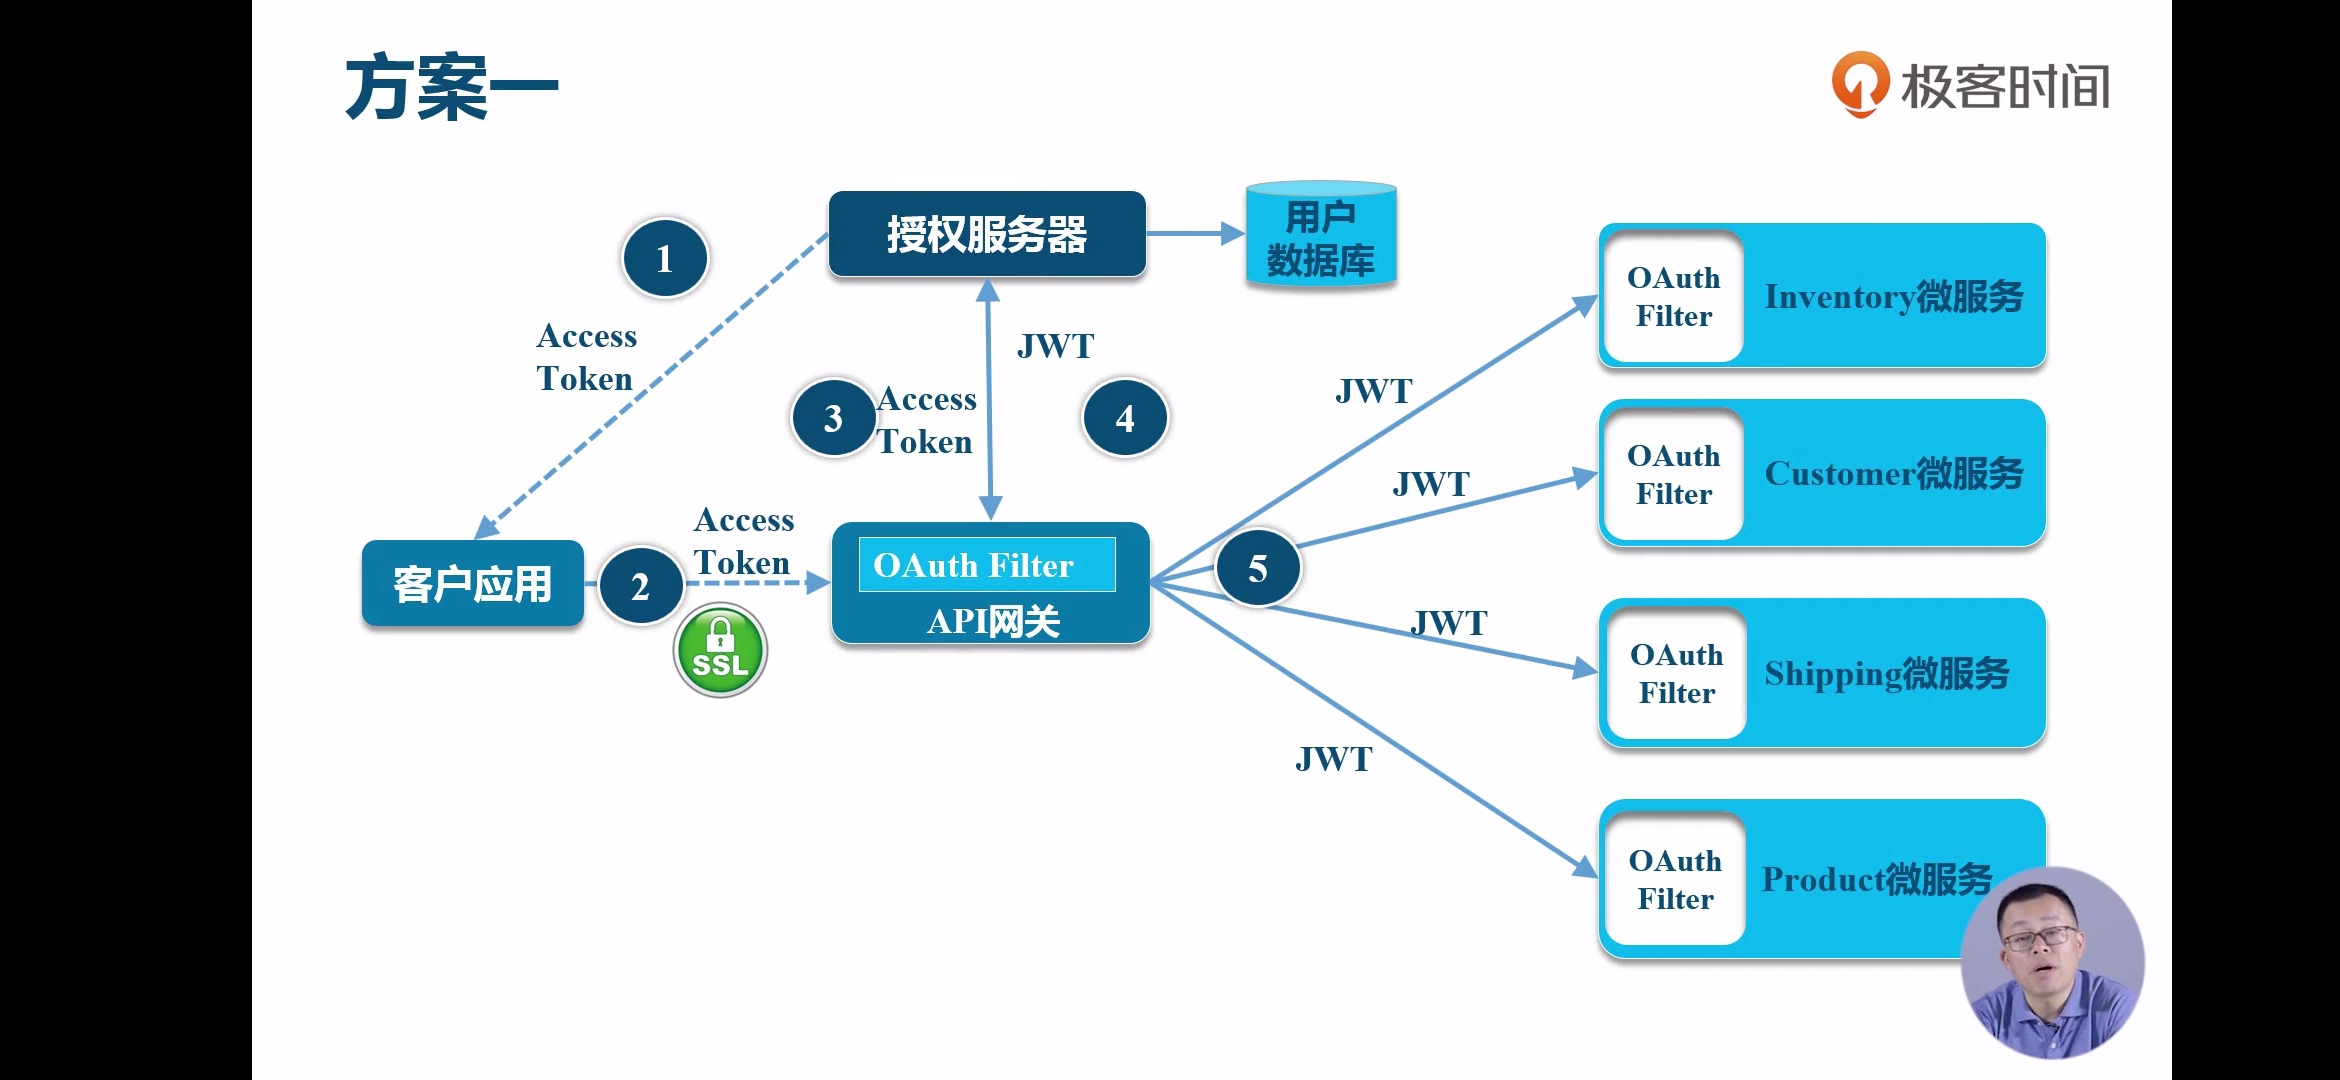 方案一
极客时间
授权服务器
用户
数据库
1
Access
Token
JWT
3
Access
Token
4
客户应用
2
Access
Token
SSL
OAuth Filter
API网关
5
JWT
JWT
JWT
JWT
OAuth
Filter
Inventory微服务
OAuth
Filter
Customer微服务
OAuth
Filter
Shipping微服务
OAuth
Filter
Product微服务